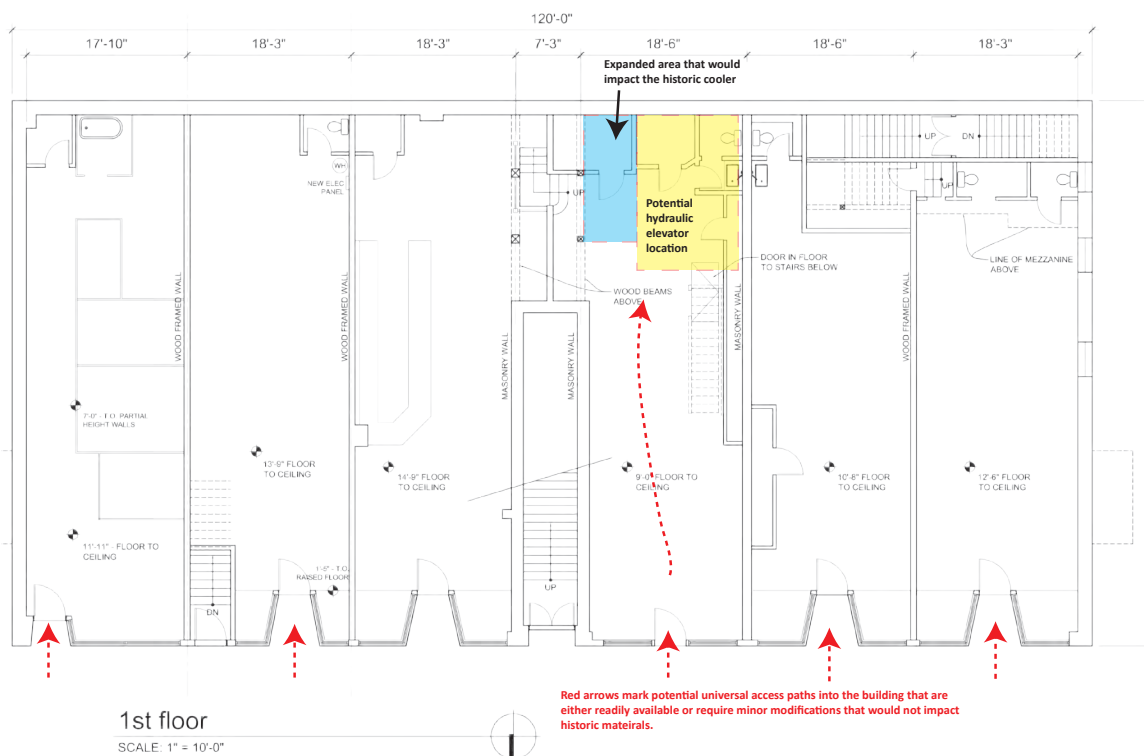 120'-0"
17'-10"
18'-3"
18'-3"
7'-3"
18'-6"
18'-6"
18'-3"
Expanded area that would
impact the historic cooler
UP
DN
WH
NEW ELEC
PANEL
UP
UP
Potential
hydraulic
elevator
location
DOOR IN FLOOR
TO STAIRS BELOW
LINE OF MEZZANINE
ABOVE
WOOD BEAMS
ABOVE
WOOD FRAMED WALL
WOOD FRAMED WALL
MASONRY WALL
MASONRY WALL
MASONRY WALL
WOOD FRAMED WALL
7'-0" - T.O. PARTIAL
HEIGHT WALLS
13'-9" FLOOR
TO CEILING
14'-9" FLOOR
TO CEILING
9'-0" FLOOR TO
CEILING
10'-8" FLOOR
TO CEILING
12'-6" FLOOR
TO CEILING
11'-11" - FLOOR TO
CEILING
1'-5" - T.O.
RAISED FLOOR
DN
UP
Red arrows mark potential universal access paths into the building that are
either readily available or require minor modifications that would not impact
historic mateirals.
1st floor
SCALE: 1" = 10'-0"